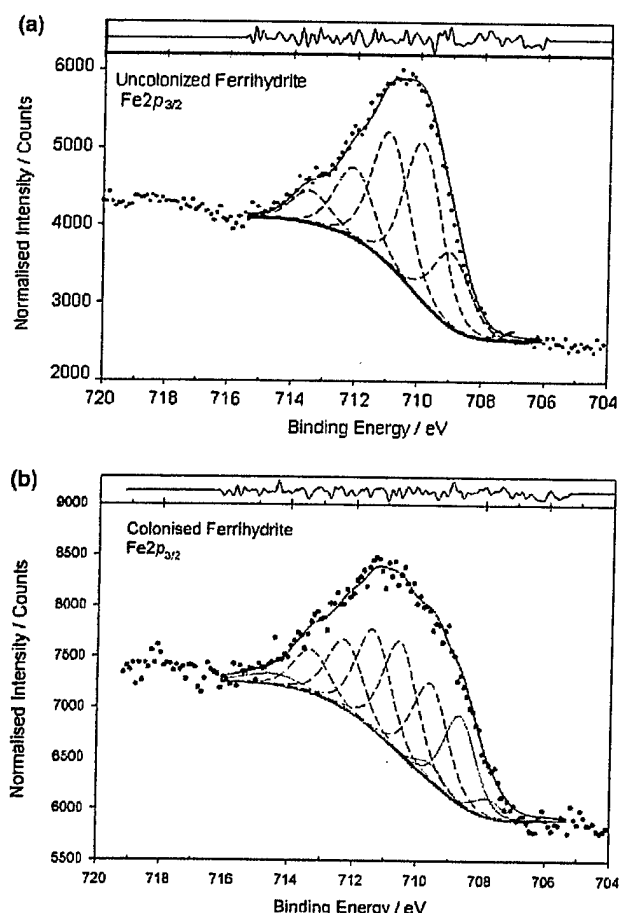 (a)
Uncolonized Ferrihydrite
Fe2p3/2
Normalised Intensity / Counts
6000
5000
4000
3000
2000
720 718 716 714 712 710 708 706 704
Binding Energy / eV
(b)
Colonised Ferrihydrite
Fe2p3/2
Normalised Intensity / Counts
9000
8500
8000
7500
7000
6500
6000
5500
720 718 716 714 712 710 708 706 704
Binding Energy / eV